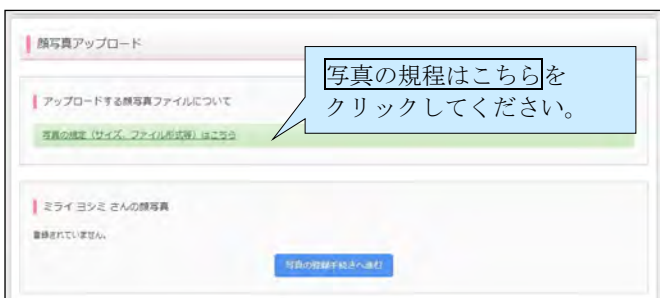 顔写真アップロード
写真の規程はこちらを
クリックしてください。
アップロードする顔写真ファイルについて
写真の規定（サイズ、ファイル形式等）はこちら
ミライ ヨシミ さんの顔写真
登録されていません。
写真の登録手続きへ進む